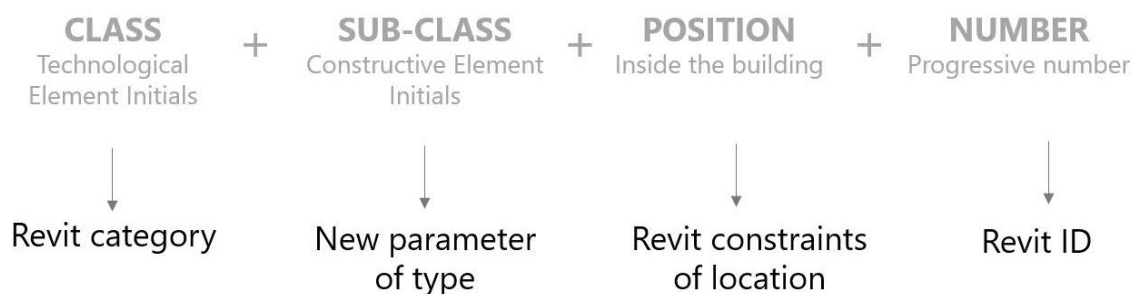 CLASS + SUB-CLASS + POSITION + NUMBER
Technological Constructive Element Inside the building Progressive number
Element Initials Initials
Revit category New parameter Revit constraints Revit ID
of type of location